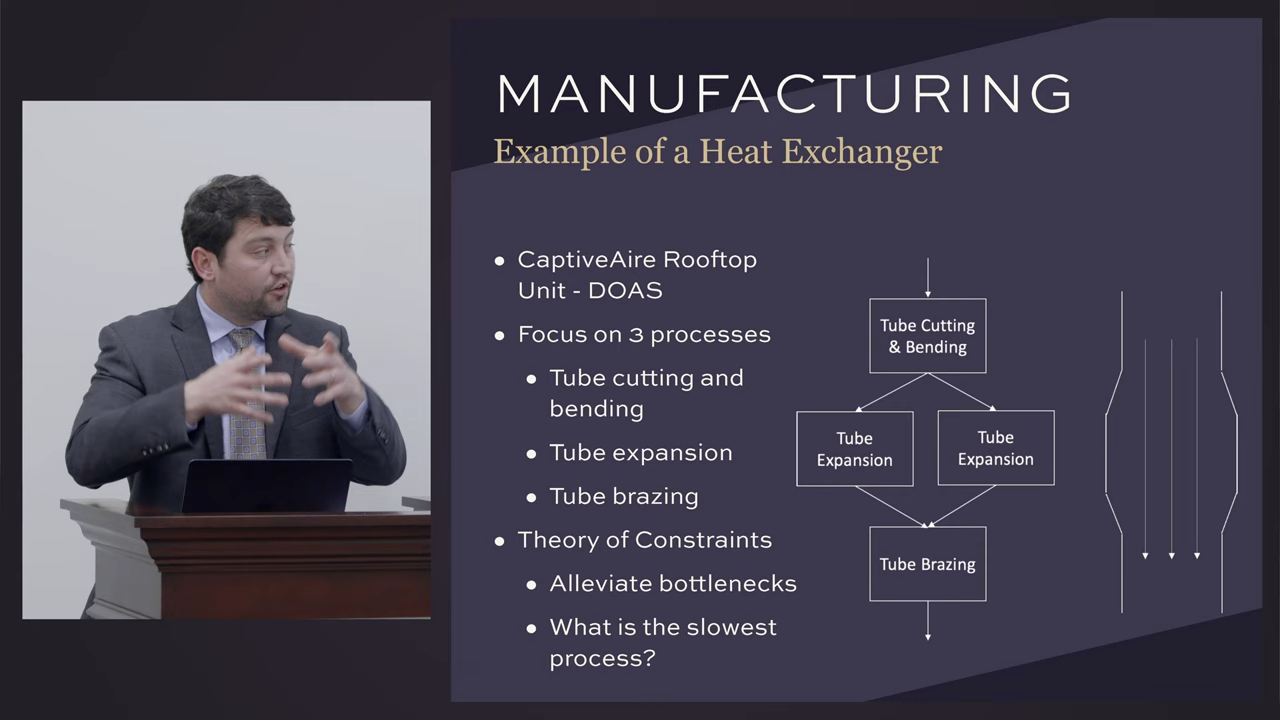 MANUFACTURING
Example of a Heat Exchanger
CaptiveAire Rooftop
Unit - DOAS
Focus on 3 processes
Tube cutting and
bending
Tube expansion
Tube brazing
Theory of Constraints
Alleviate bottlenecks
What is the slowest
process?
Tube Cutting
& Bending
Tube
Expansion
Tube
Expansion
Tube Brazing